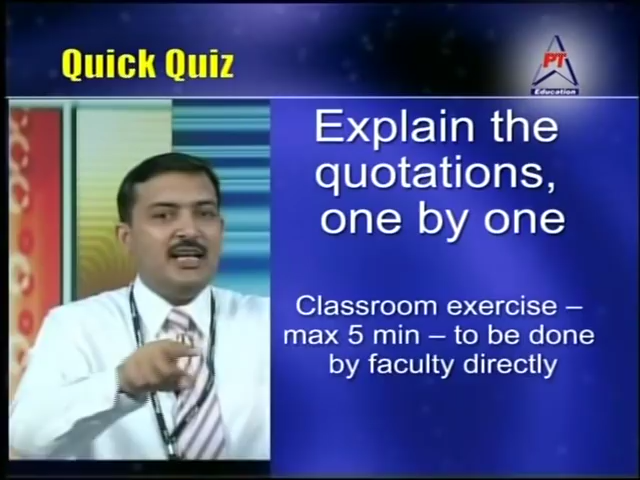 Quick Quiz
PT
Education
Explain the
quotations,
one by one
Classroom exercise –
max 5 min – to be done
by faculty directly